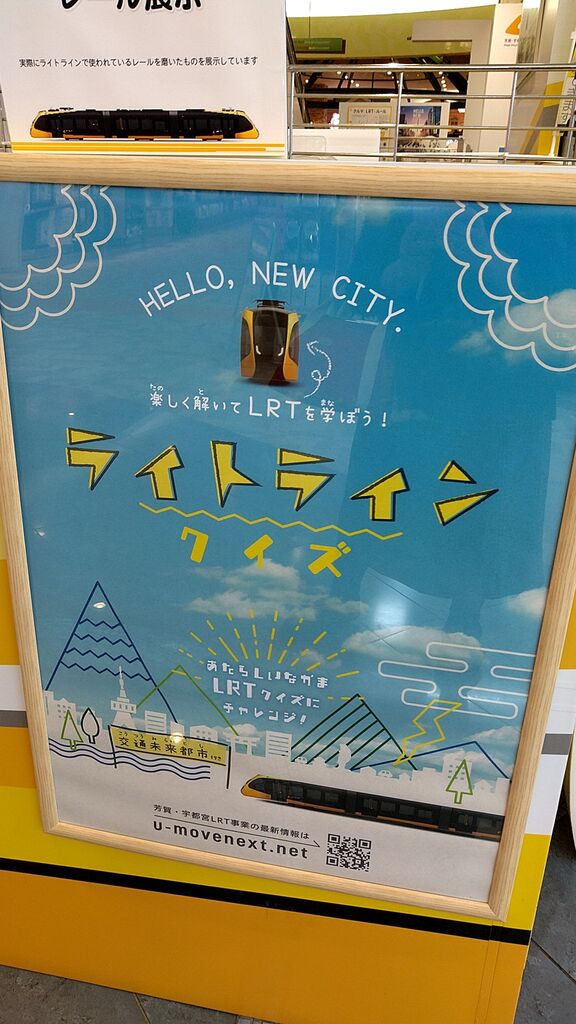 レール展示
実際にライトラインで使われているレールを磨いたものを展示しています
HELLO, NEW CITY.
楽しく解いてLRTを学ぼう!
ライトライン
クイズ
あたらしいなかま
LRTクイズに
チャレンジ!
交通未来都市
芳賀・宇都宮LRT事業の最新情報は
U-movenext.net